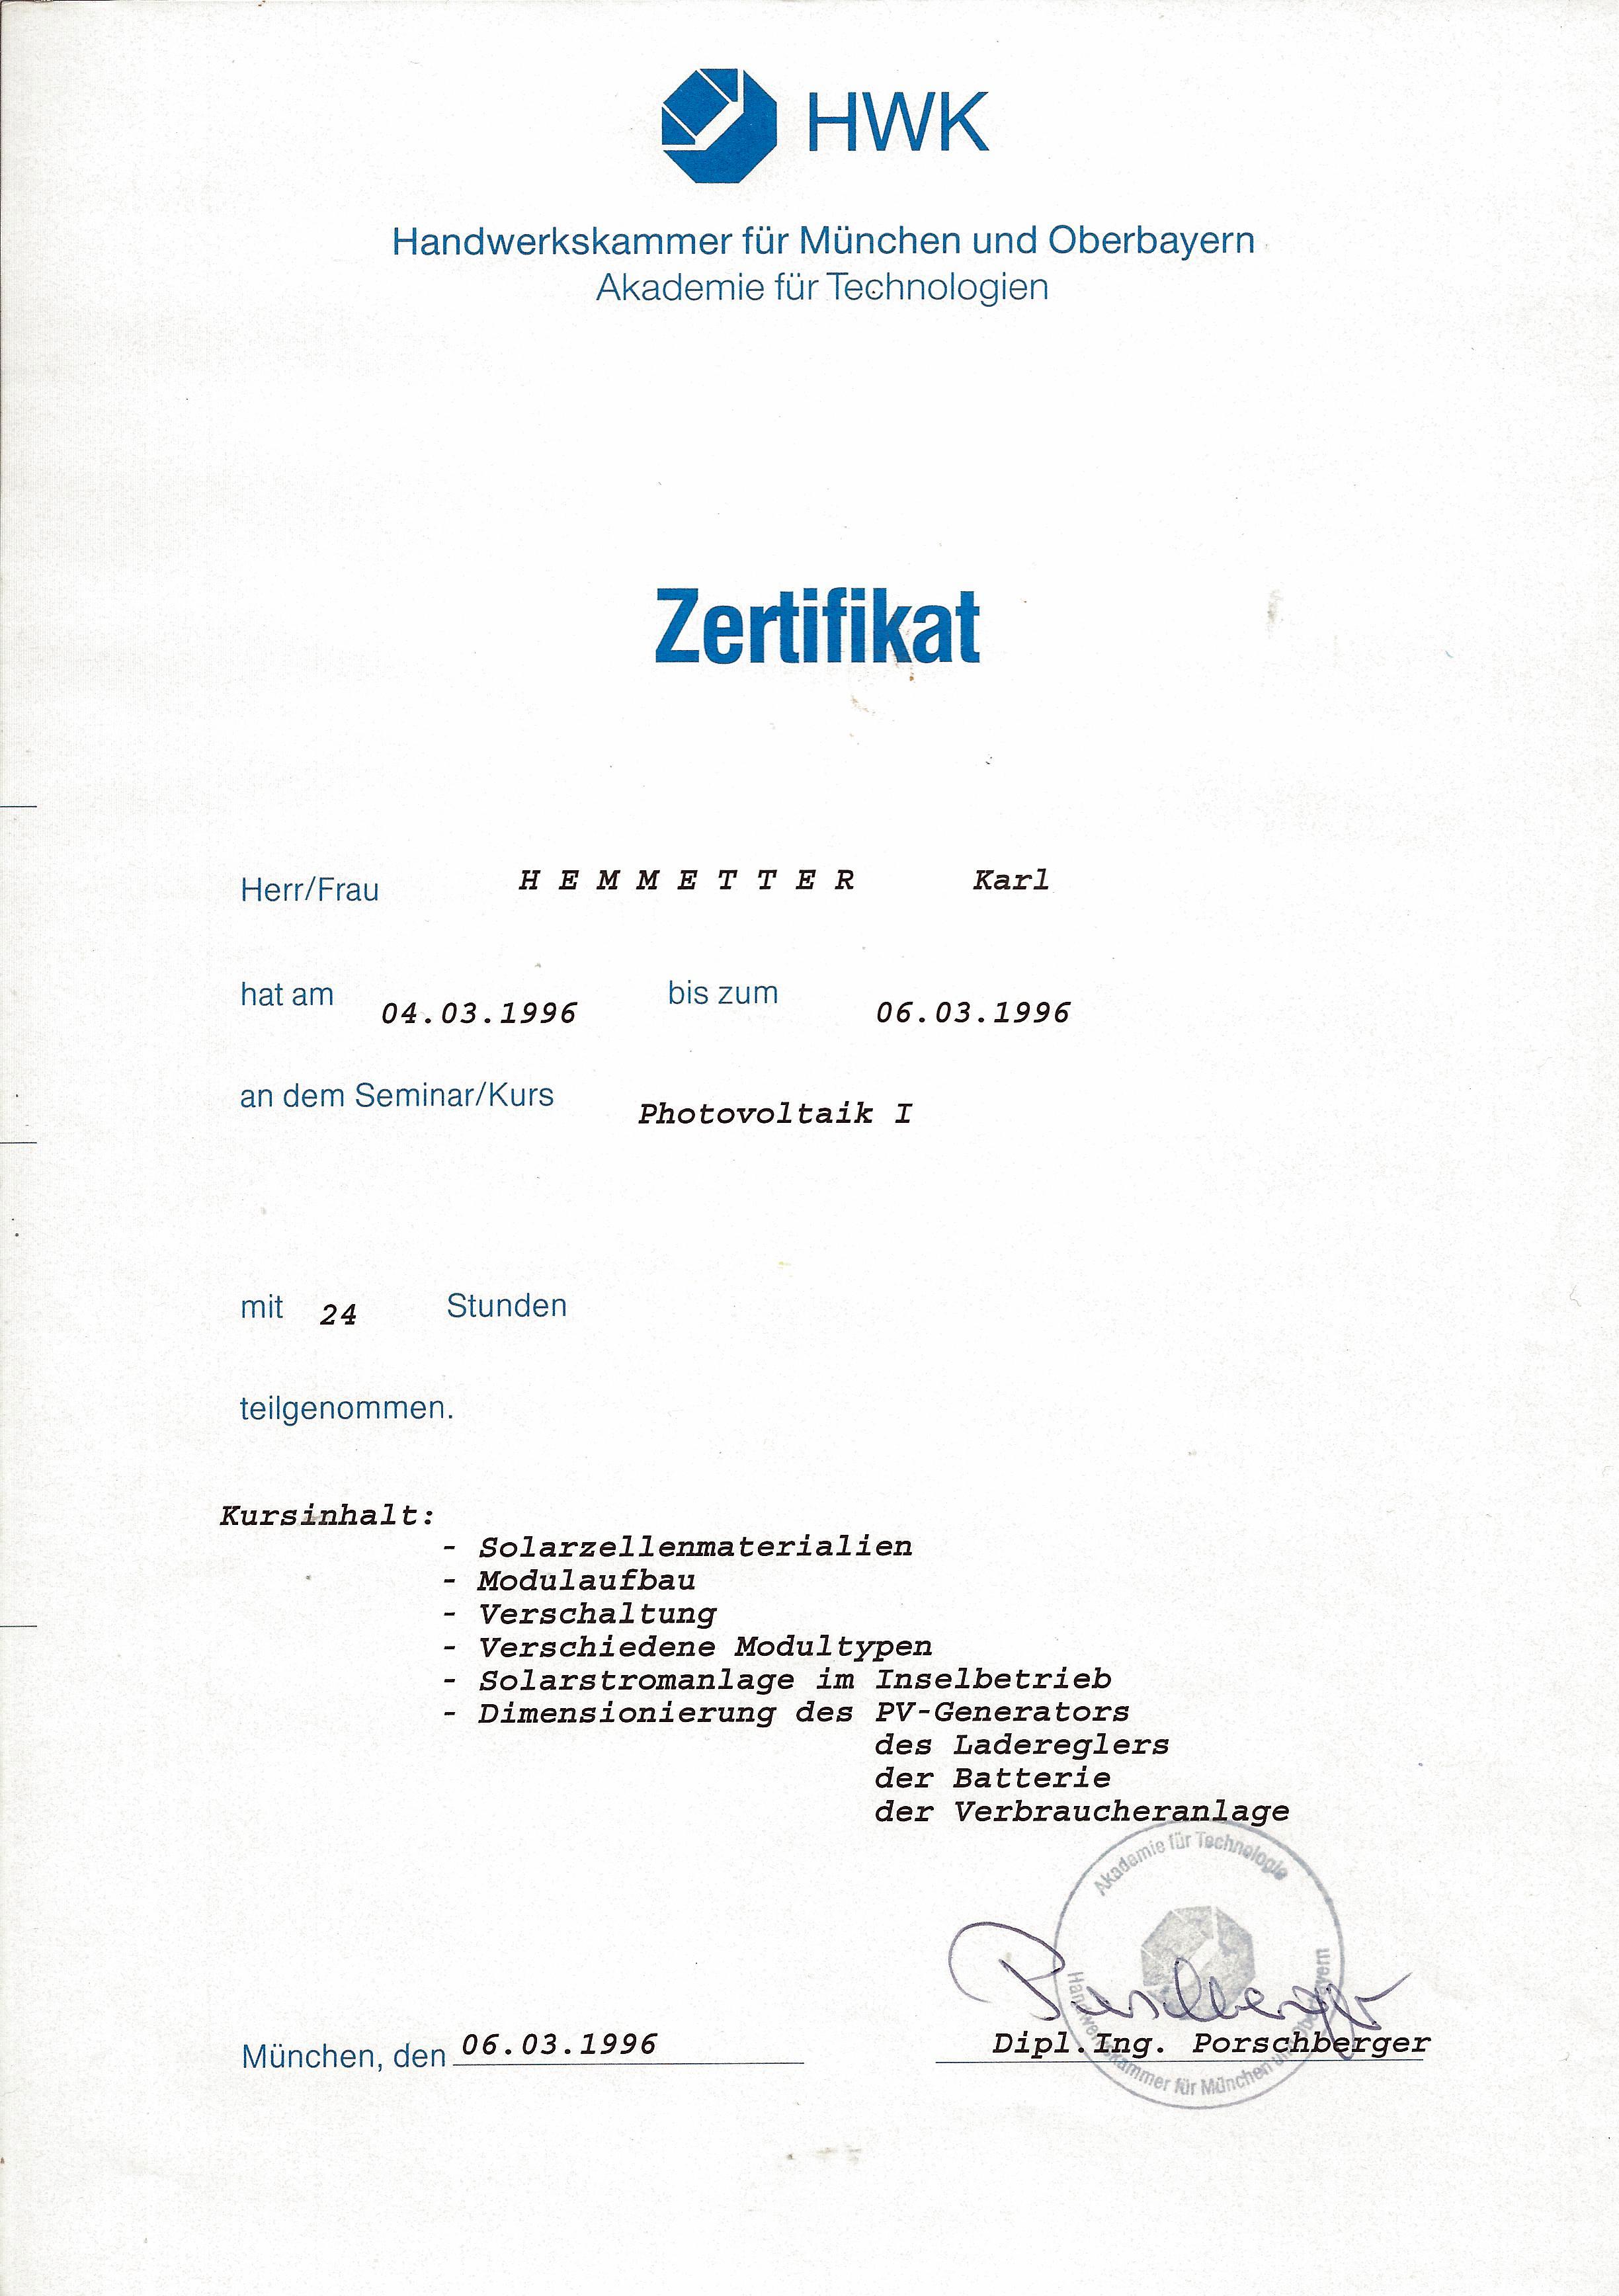 HWK
Handwerkskammer für München und Oberbayern
Akademie für Technologien
Zertifikat
Herr/Frau H E M M E T T E R Karl
hat am 04.03.1996 bis zum 06.03.1996
an dem Seminar/Kurs Photovoltaik I
mit 24 Stunden
teilgenommen.
Kursinhalt:
- Solarzellenmaterialien
- Modulaufbau
- Verschaltung
- Verschiedene Modultypen
- Solarstromanlage im Inselbetrieb
- Dimensionierung des PV-Generators
des Ladereglers
der Batterie
der Verbraucheranlage
Akademie für Technologie
Handwerkskammer für München und Oberbayern
Porschberger
München, den 06.03.1996 Dipl.Ing. Porschberger